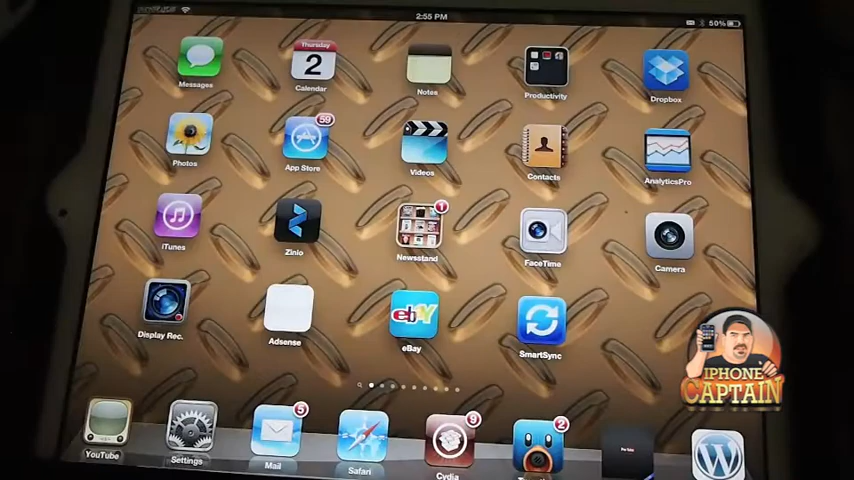 2:55 PM
50%
Thursday
2
Messages
Calendar
Notes
Productivity
Dropbox
59
Photos
App Store
Videos
Contacts
AnalyticsPro
1
iTunes
Zinio
Newsstand
FaceTime
Camera
ebY
Display Rec.
Adsense
eBay
SmartSync
IPHONE
CAPTAIN
5
9
2
YouTube
Settings
Mail
Safari
Cydia